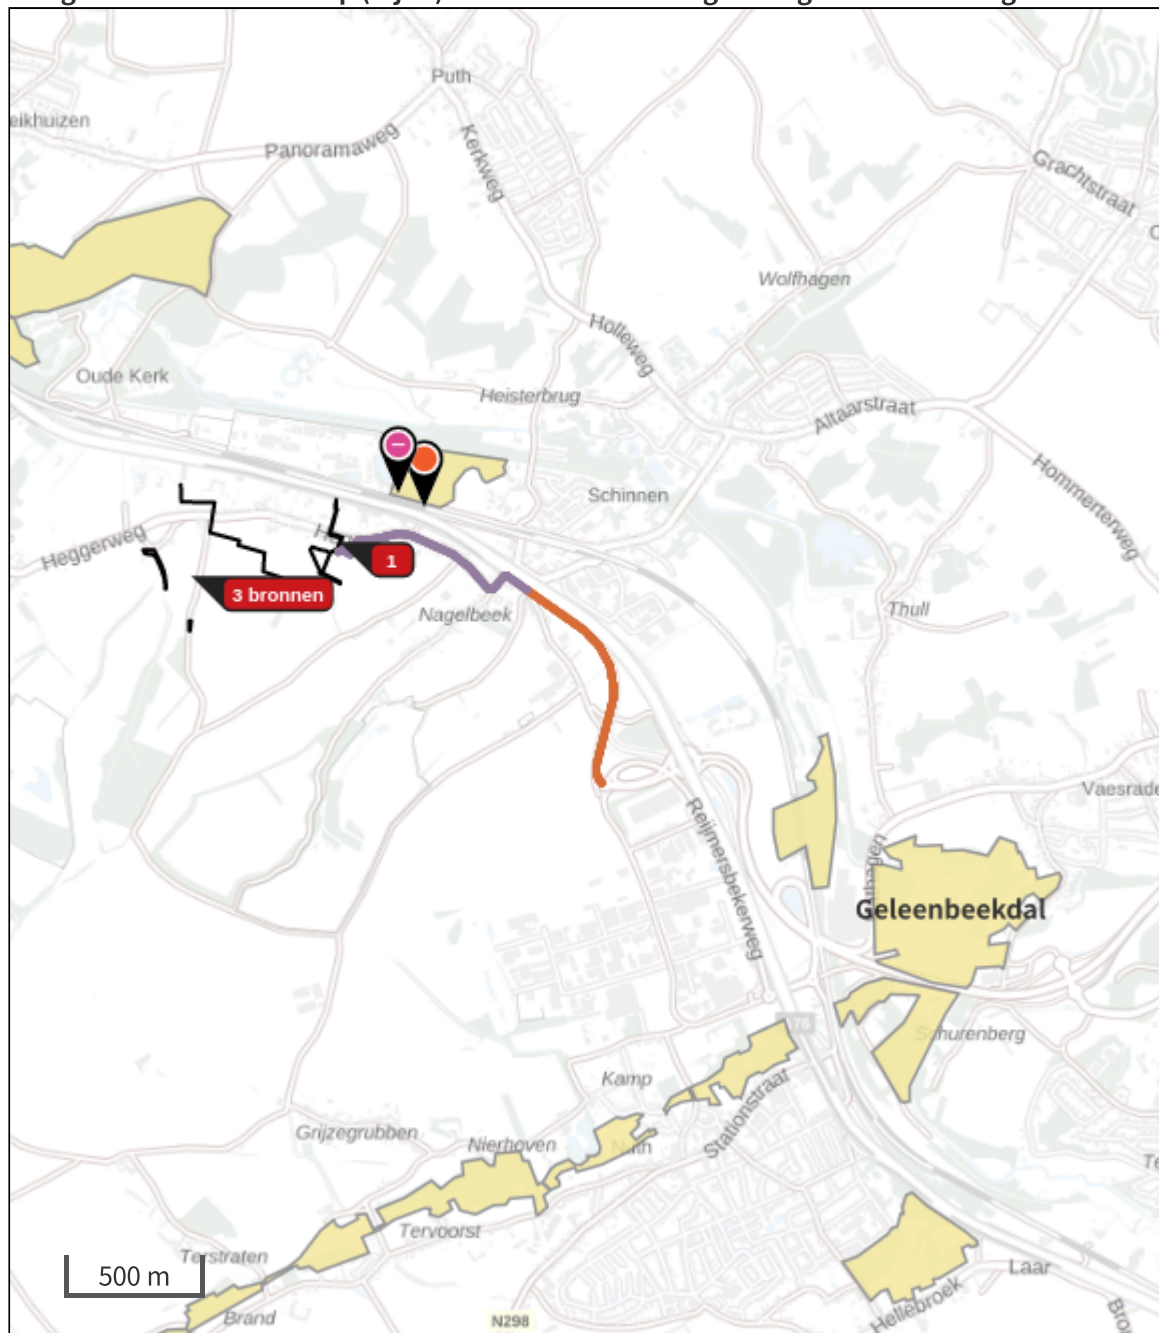 Puth
eikhuizen
Panoramaweg
Kerkweg
Grachtstraat
Wolfhagen
Holleweg
Oude Kerk
Heisterbrug
Altaarstraat
Hommerterweg
Schinnen
Heggerweg
1
3 bronnen
Nagelbeek
Thull
Vaesrade
Reijmersbekerweg
Geleenbeekdal
Schurenberg
Kamp
Stationstraat
Grijzegrubben
Nierhoven
Tervoorst
Terstraten
Laar
500 m
Hellebroek
Brand
N298